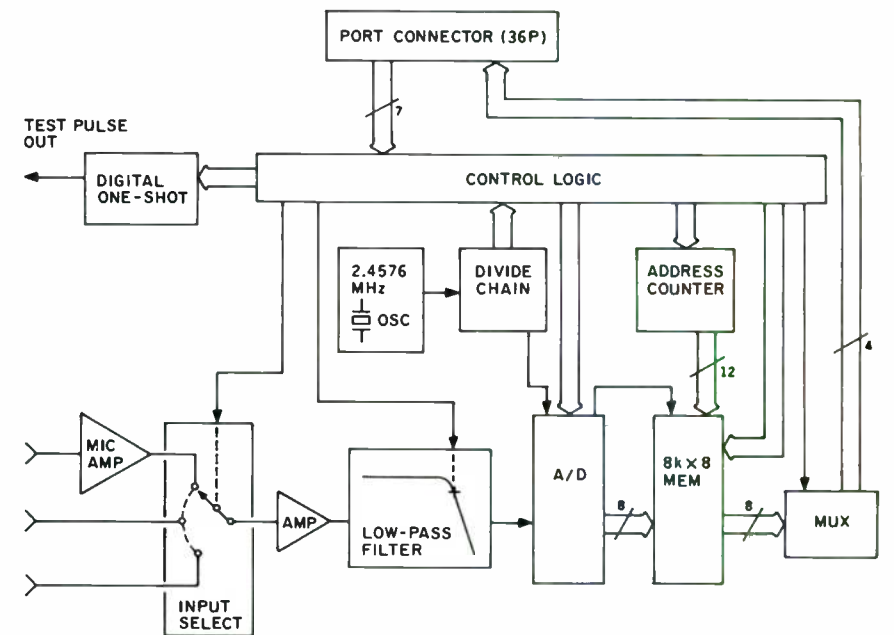 PORT CONNECTOR (36P)
7
TEST PULSE
OUT
DIGITAL
ONE-SHOT
CONTROL LOGIC
2.4576
MHz
OSC
DIVIDE
CHAIN
ADDRESS
COUNTER
4
12
MIC
AMP
AMP
LOW-PASS
FILTER
A/D
8k × 8
MEM
8
8
MUX
INPUT
SELECT